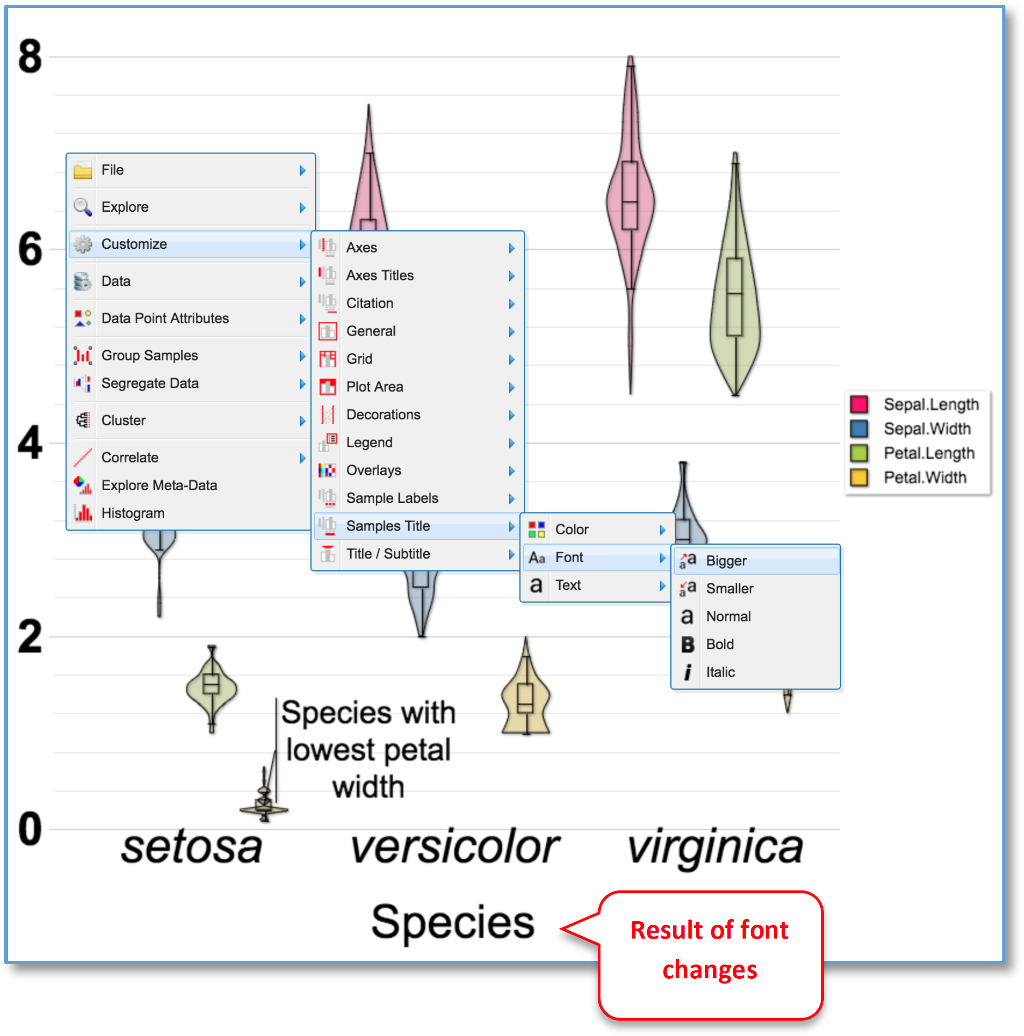 8
6
4
2
0
File
Explore
Customize
Data
Data Point Attributes
Group Samples
Segregate Data
Cluster
Correlate
Explore Meta-Data
Histogram
Axes
Axes Titles
Citation
General
Grid
Plot Area
Decorations
Legend
Overlays
Sample Labels
Samples Title
Title / Subtitle
Color
Aa Font
a Text
a a Bigger
a a Smaller
a Normal
B Bold
i Italic
Sepal.Length
Sepal.Width
Petal.Length
Petal.Width
Species with
lowest petal
width
setosa versicolor virginica
Species
Result of font
changes